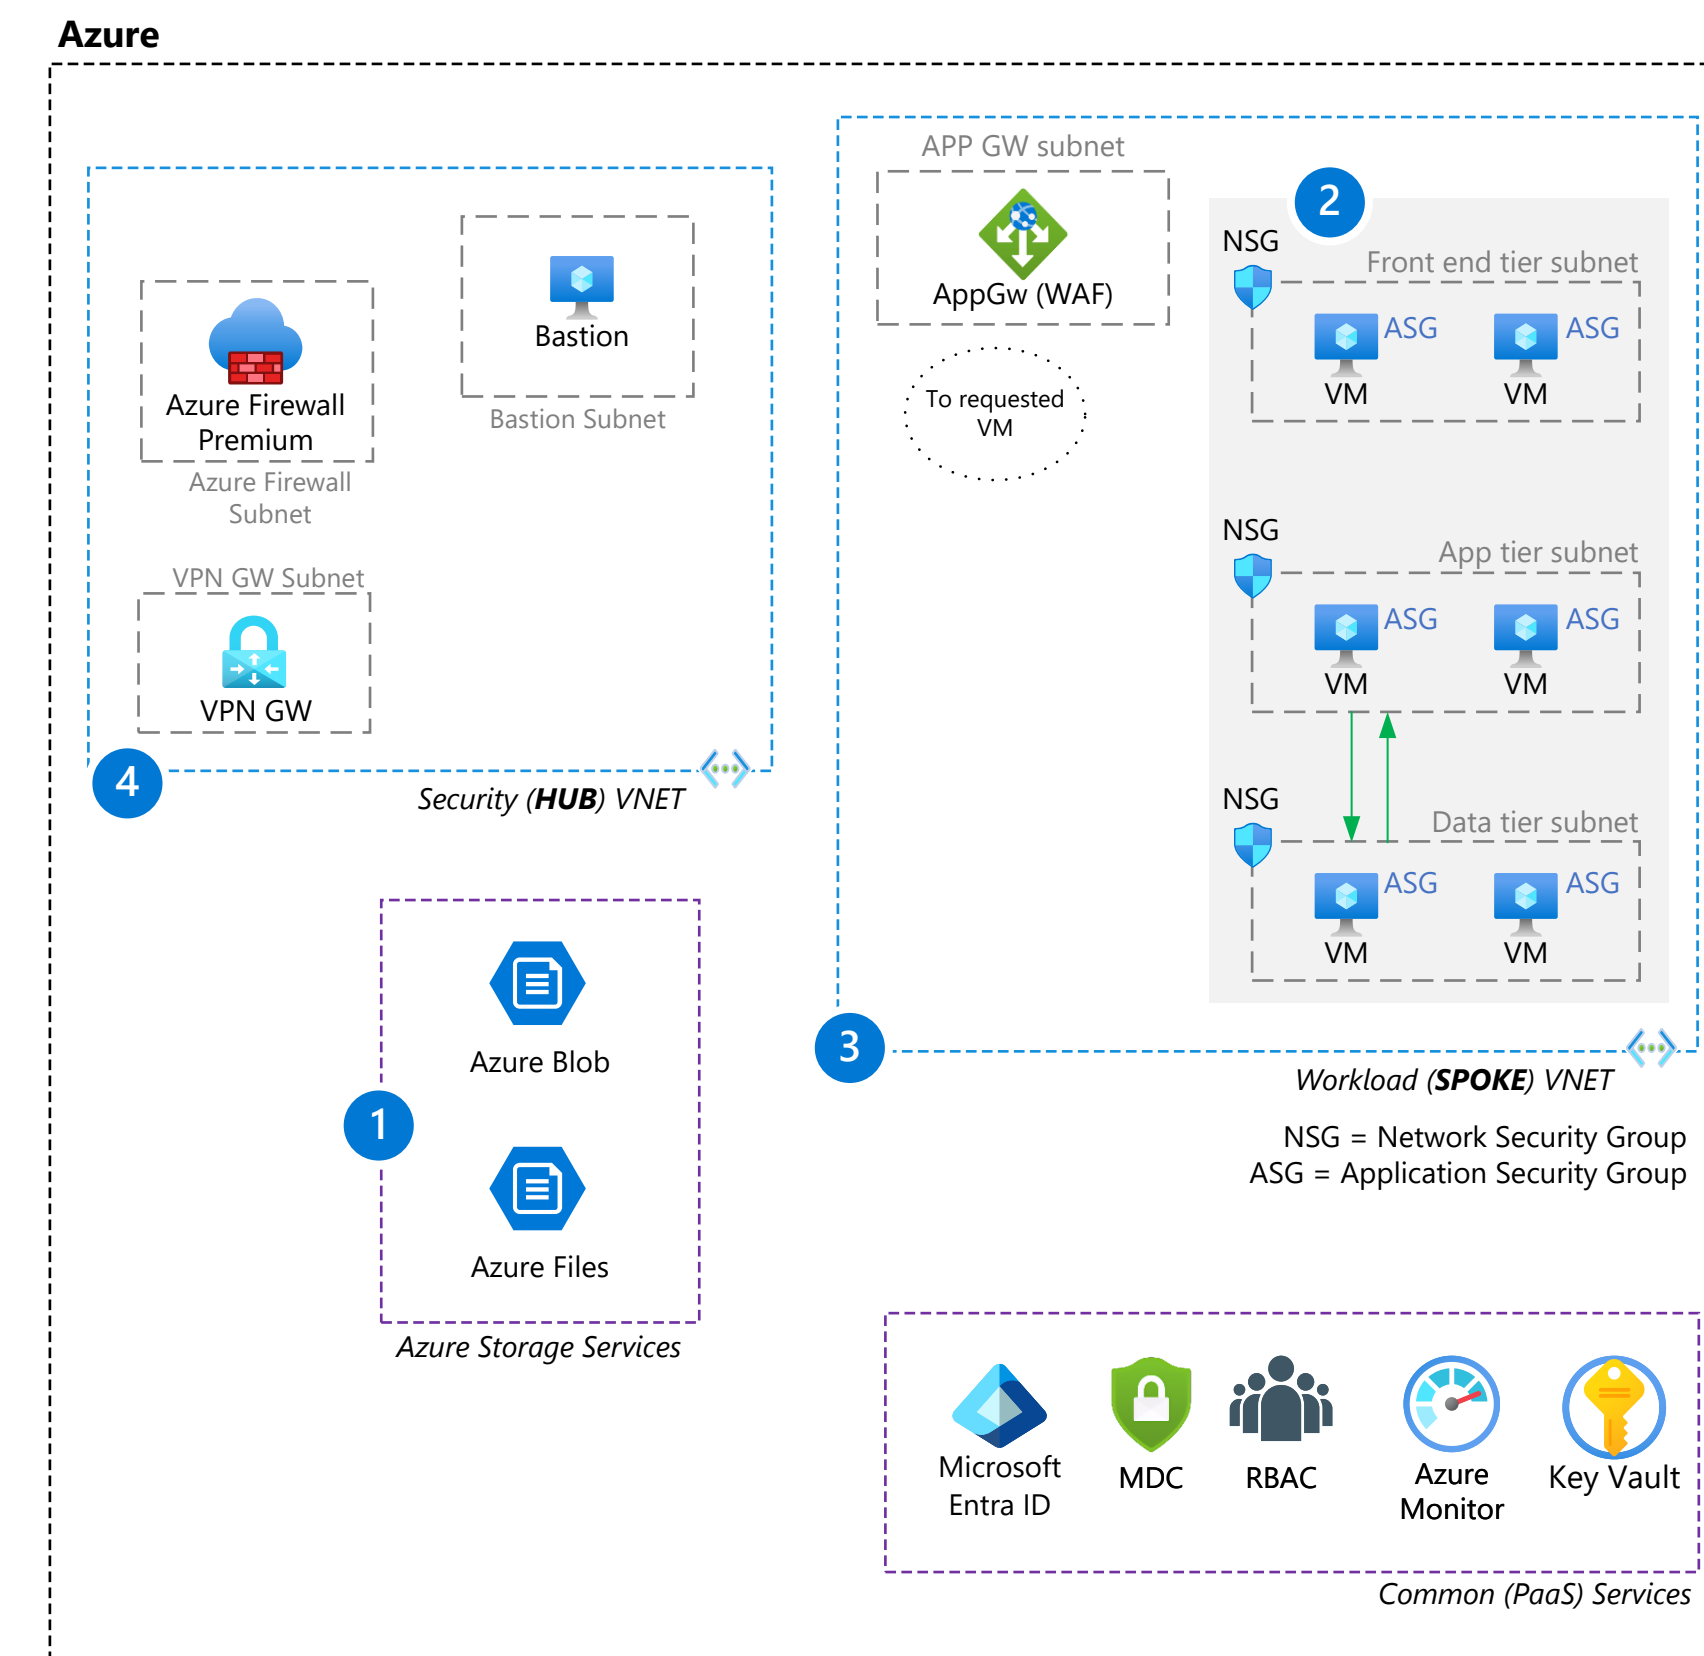 Azure
Azure Firewall
Premium
Azure Firewall
Subnet
Bastion
Bastion Subnet
VPN GW Subnet
VPN GW
4
Security (HUB) VNET
APP GW subnet
AppGw (WAF)
To requested
VM
2
NSG
Front end tier subnet
ASG
ASG
VM
VM
NSG
App tier subnet
ASG
ASG
VM
VM
NSG
Data tier subnet
ASG
ASG
VM
VM
3
Workload (SPOKE) VNET
NSG = Network Security Group
ASG = Application Security Group
Azure Blob
1
Azure Files
Azure Storage Services
Microsoft
Entra ID
MDC
RBAC
Azure
Monitor
Key Vault
Common (PaaS) Services